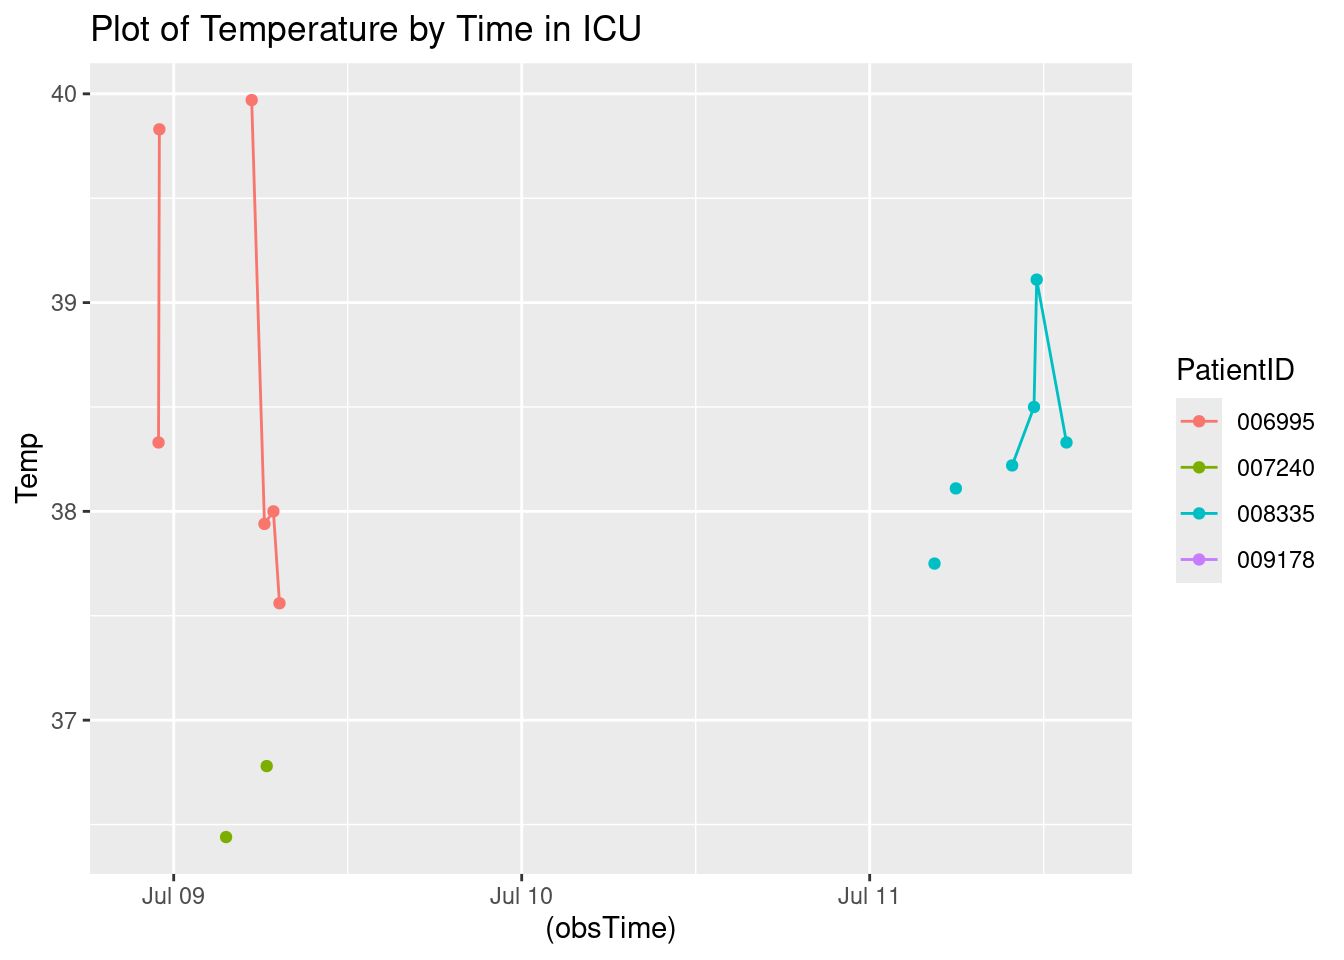 Plot of Temperature by Time in ICU
40
39
38
37
Temp
Jul 09
Jul 10
Jul 11
(obsTime)
PatientID
006995
007240
008335
009178